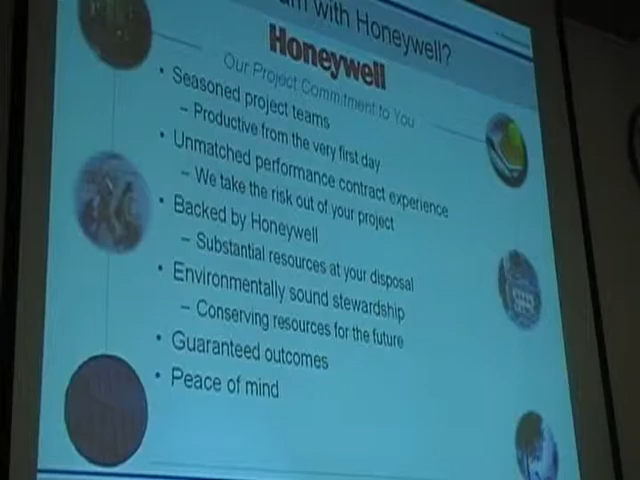 with Honeywell?
Honeywell
Our Project Commitment to You
• Seasoned project teams
– Productive from the very first day
• Unmatched performance contract experience
– We take the risk out of your project
• Backed by Honeywell
– Substantial resources at your disposal
• Environmentally sound stewardship
– Conserving resources for the future
• Guaranteed outcomes
• Peace of mind